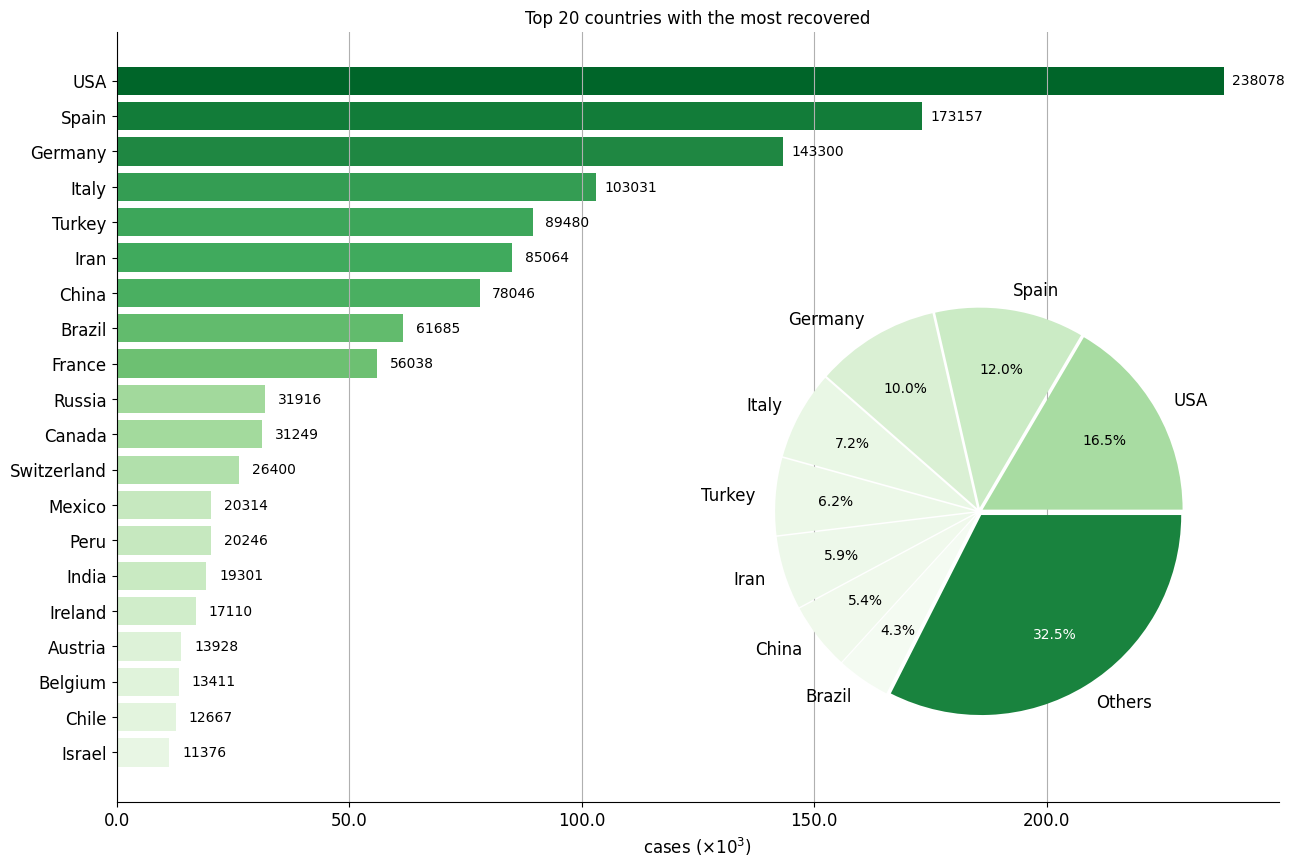 Top 20 countries with the most recovered
USA 238078
Spain 173157
Germany 143300
Italy 103031
Turkey 89480
Iran 85064
China 78046
Brazil 61685
France 56038
Russia 31916
Canada 31249
Switzerland 26400
Mexico 20314
Peru 20246
India 19301
Ireland 17110
Austria 13928
Belgium 13411
Chile 12667
Israel 11376
0.0 50.0 100.0 150.0 200.0
cases (×10³)
Spain 12.0%
Germany 10.0%
USA 16.5%
Italy 7.2%
Turkey 6.2%
Iran 5.9%
China 5.4%
Brazil 4.3%
Others 32.5%